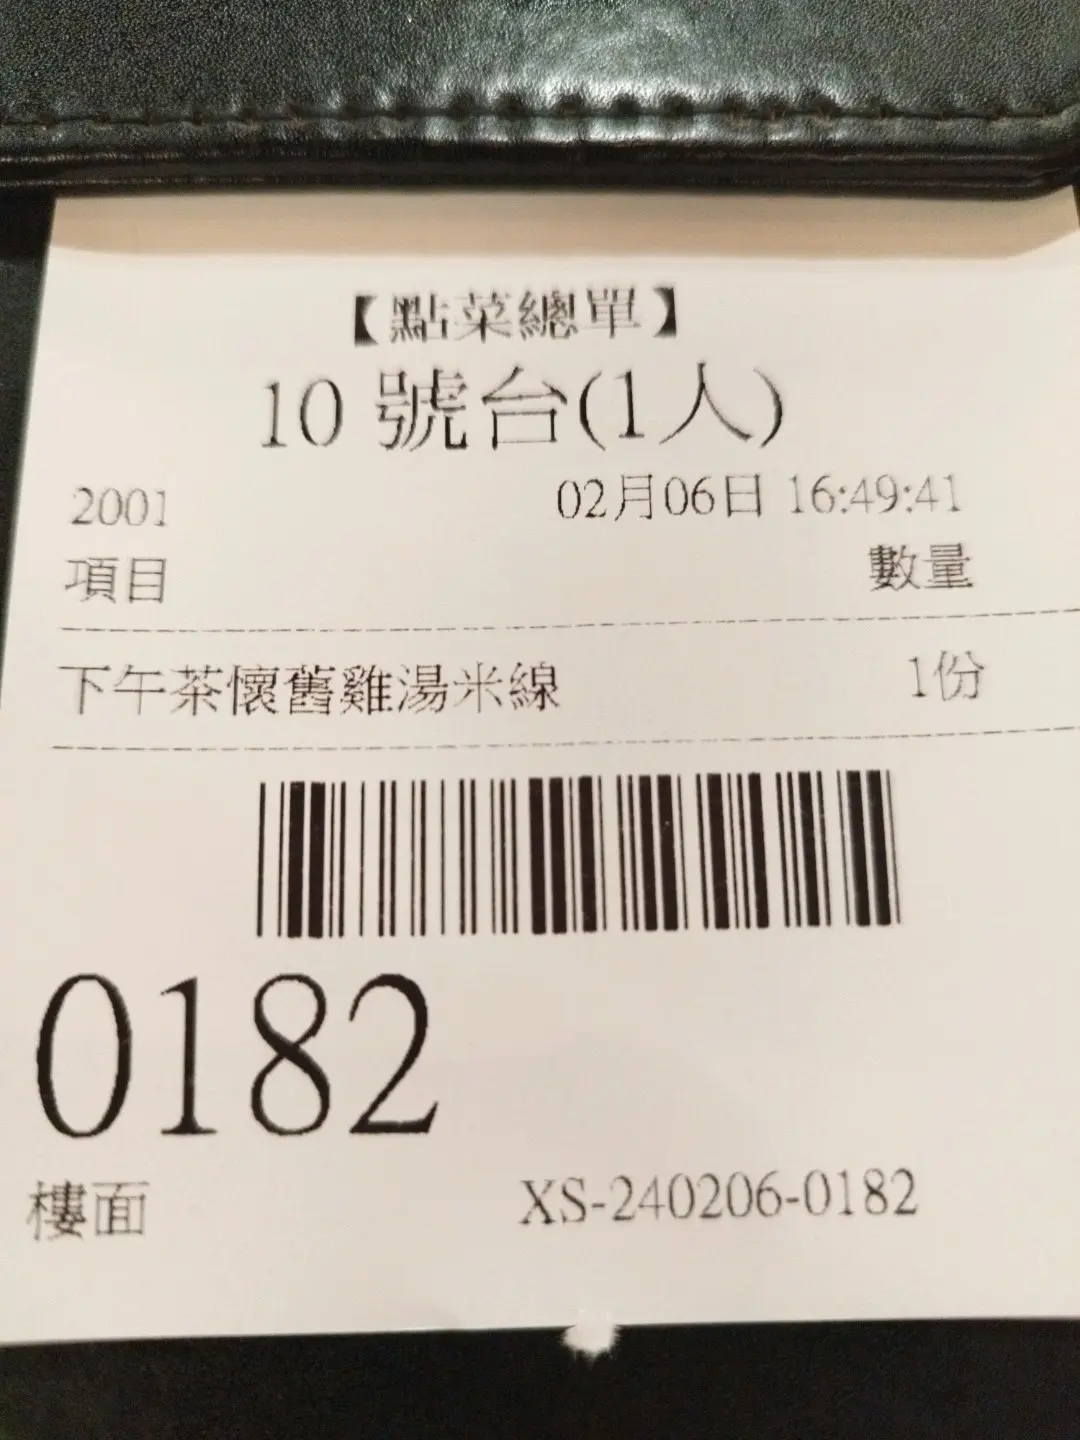 【點菜總單】
10 號台(1人)
2001 02月06日 16:49:41
項目 數量
下午茶懷舊雞湯米線 1份
0182
樓面 XS-240206-0182